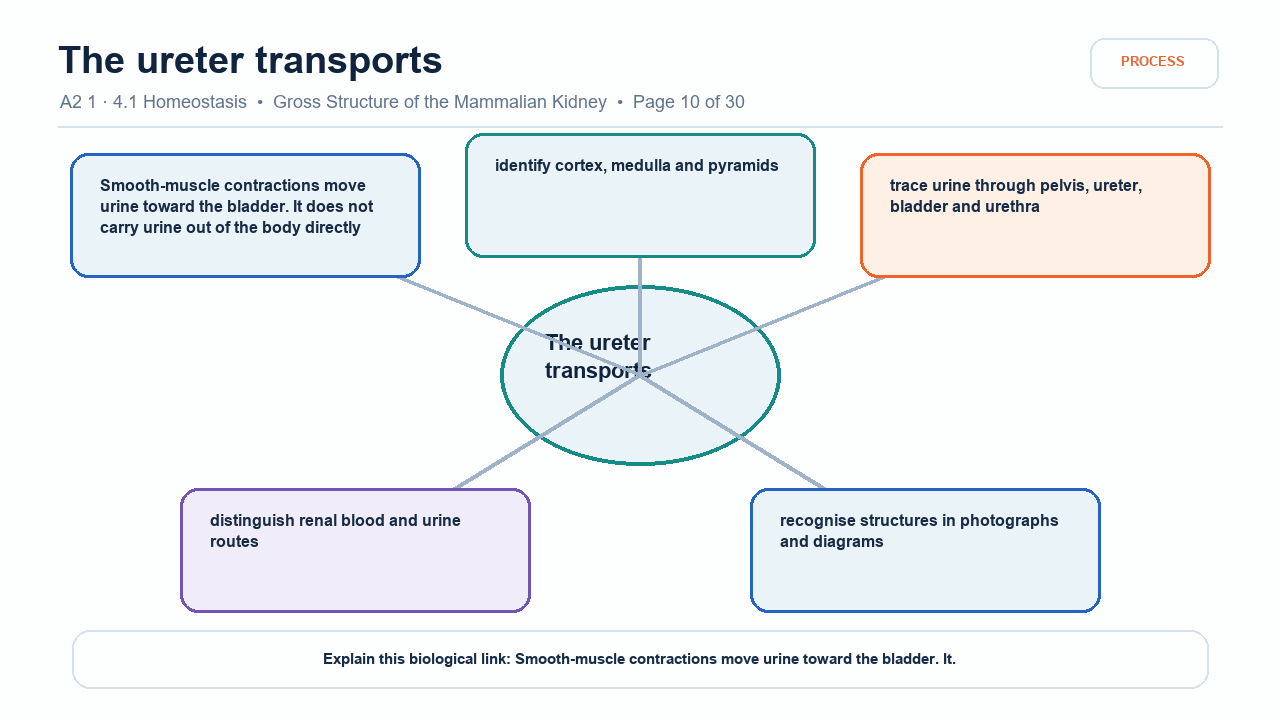 The ureter transports
PROCESS
A2 1 · 4.1 Homeostasis • Gross Structure of the Mammalian Kidney • Page 10 of 30
Smooth-muscle contractions move
urine toward the bladder. It does not
carry urine out of the body directly
identify cortex, medulla and pyramids
trace urine through pelvis, ureter,
bladder and urethra
The ureter
transports
distinguish renal blood and urine
routes
recognise structures in photographs
and diagrams
Explain this biological link: Smooth-muscle contractions move urine toward the bladder. It.